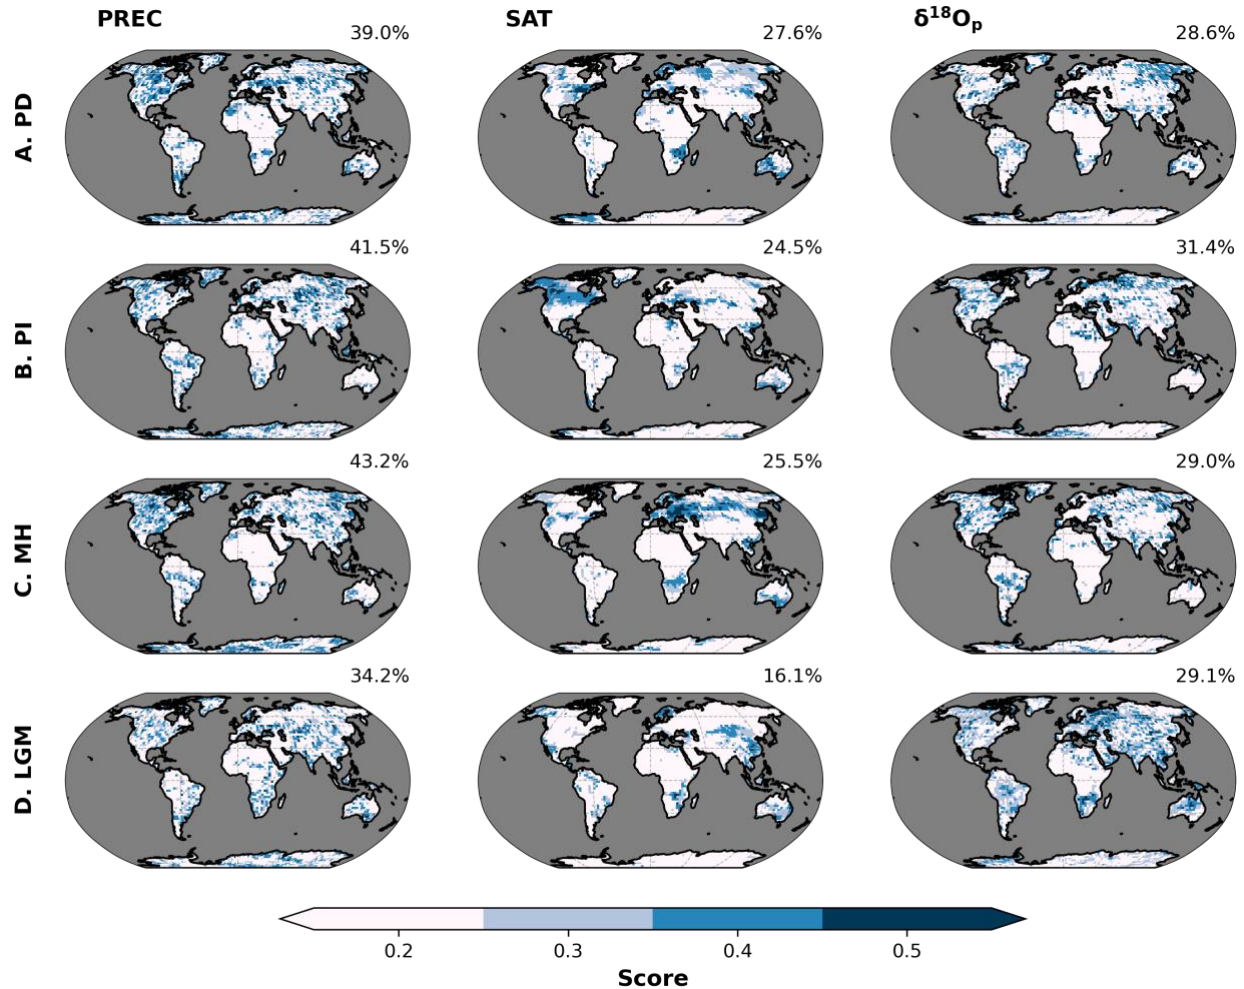 PREC SAT δ¹⁸Oₚ
39.0% 27.6% 28.6%
A. PD
41.5% 24.5% 31.4%
B. PI
43.2% 25.5% 29.0%
C. MH
34.2% 16.1% 29.1%
D. LGM
0.2 0.3 0.4 0.5
Score